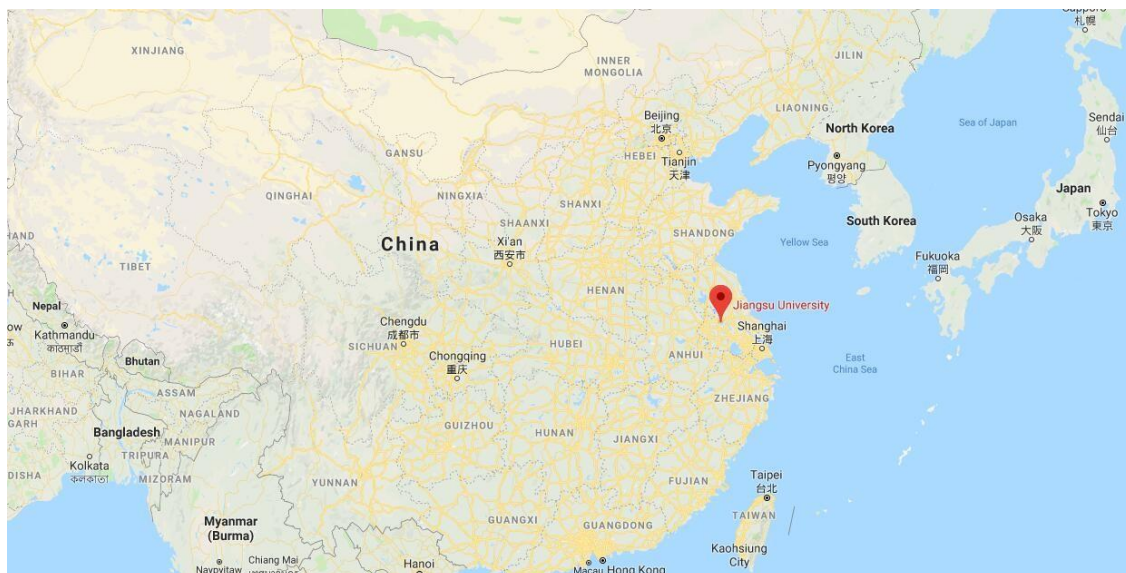 Sapporo
札幌
XINJIANG
JILIN
INNER
MONGOLIA
LIAONING
Beijing
北京
North Korea
Sea of Japan
Sendai
仙台
GANSU
HEBEI
Tianjin
天津
Pyongyang
평양
QINGHAI
NINGXIA
SHANXI
Japan
SHAANXI
South Korea
Osaka
大阪
Tokyo
東京
China
Xi'an
西安市
SHANDONG
Yellow Sea
Fukuoka
福岡
TIBET
HENAN
Jiangsu University
Nepal
Kathmandu
काठमाडौं
Chengdu
成都市
SICHUAN
Shanghai
上海
HUBEI
ANHUI
Chongqing
重庆
East
China Sea
Bhutan
BIHAR
ASSAM
ZHEJIANG
NAGALAND
JHARKHAND
GUIZHOU
HUNAN
JIANGXI
Bangladesh
MANIPUR
TRIPURA
Kolkata
কলকাতা
MIZORAM
YUNNAN
FUJIAN
Taipei
台北
Myanmar
(Burma)
GUANGXI
GUANGDONG
TAIWAN
Chiang Mai
Hanoi
Kaohsiung
City
Macau
Hong Kong